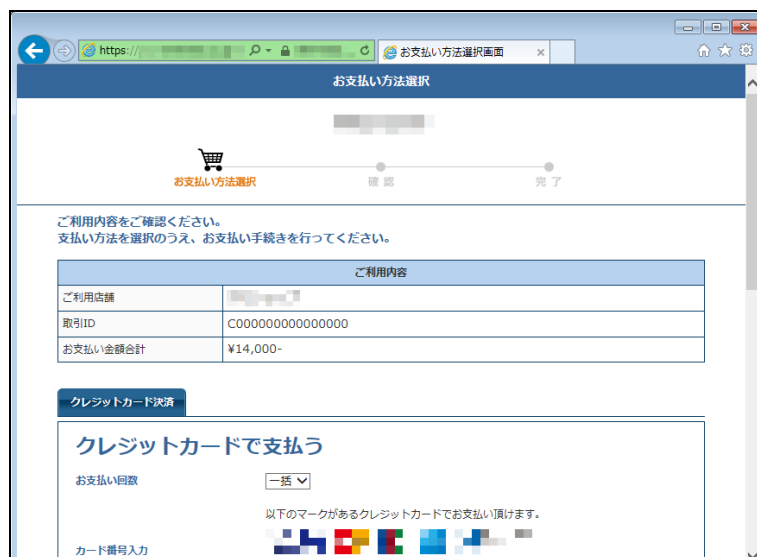 https://
お支払い方法選択画面
お支払い方法選択
お支払い方法選択 確認 完了
ご利用内容をご確認ください。
支払い方法を選択のうえ、お支払い手続きを行ってください。
ご利用内容
ご利用店舗
取引ID C000000000000000
お支払い金額合計 ¥14,000-
クレジットカード決済
クレジットカードで支払う
お支払い回数 一括
以下のマークがあるクレジットカードでお支払い頂けます。
カード番号入力